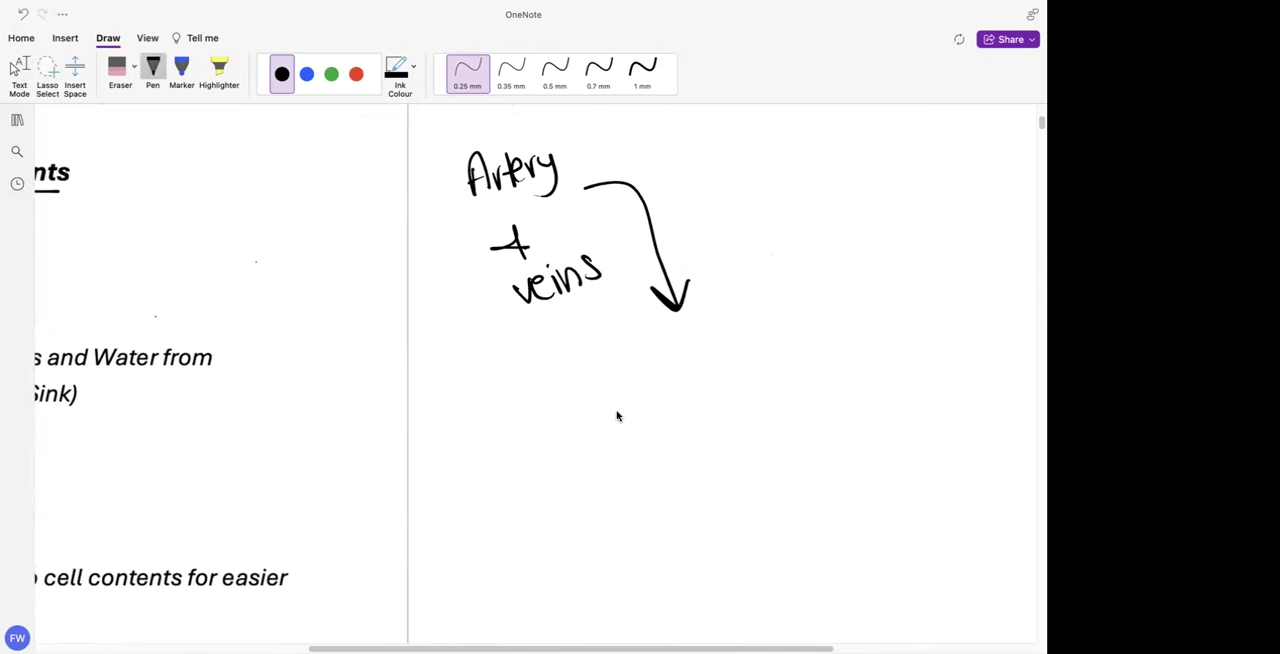 OneNote
Home Insert Draw View Tell me
Share
Text Mode
Lasso Select
Insert Space
Eraser
Pen
Marker
Highlighter
Ink Colour
0.25 mm
0.35 mm
0.5 mm
0.7 mm
1 mm
nts
s and Water from
Sink)
cell contents for easier
Artery
+
veins
FW